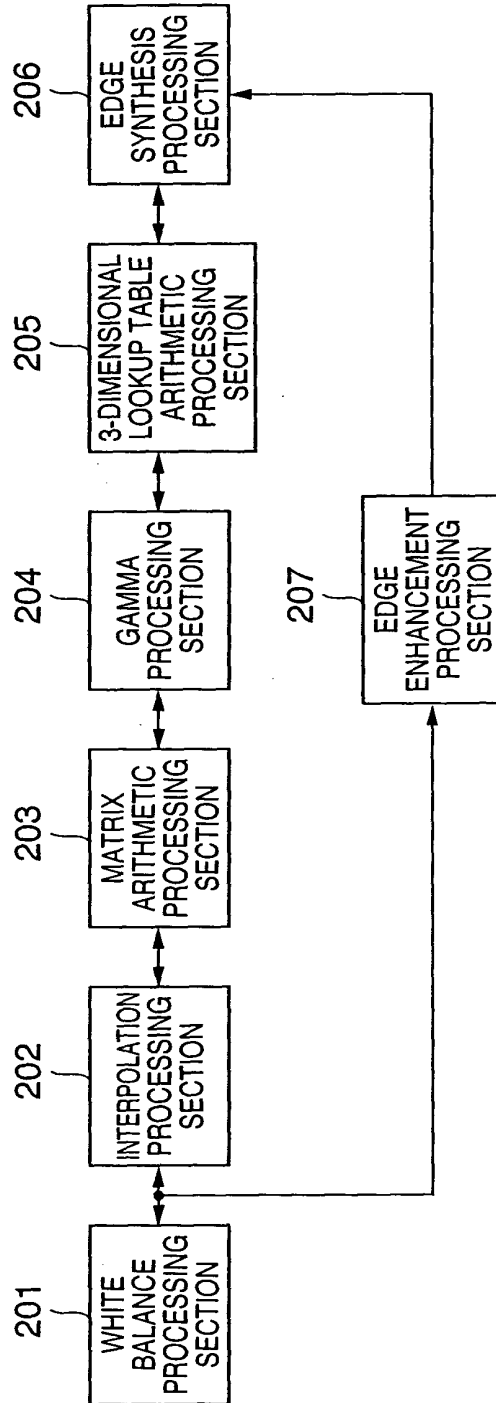 201
WHITE
BALANCE
PROCESSING
SECTION
202
INTERPOLATION
PROCESSING
SECTION
203
MATRIX
ARITHMETIC
PROCESSING
SECTION
204
GAMMA
PROCESSING
SECTION
205
3-DIMENSIONAL
LOOKUP TABLE
ARITHMETIC
PROCESSING
SECTION
206
EDGE
SYNTHESIS
PROCESSING
SECTION
207
EDGE
ENHANCEMENT
PROCESSING
SECTION